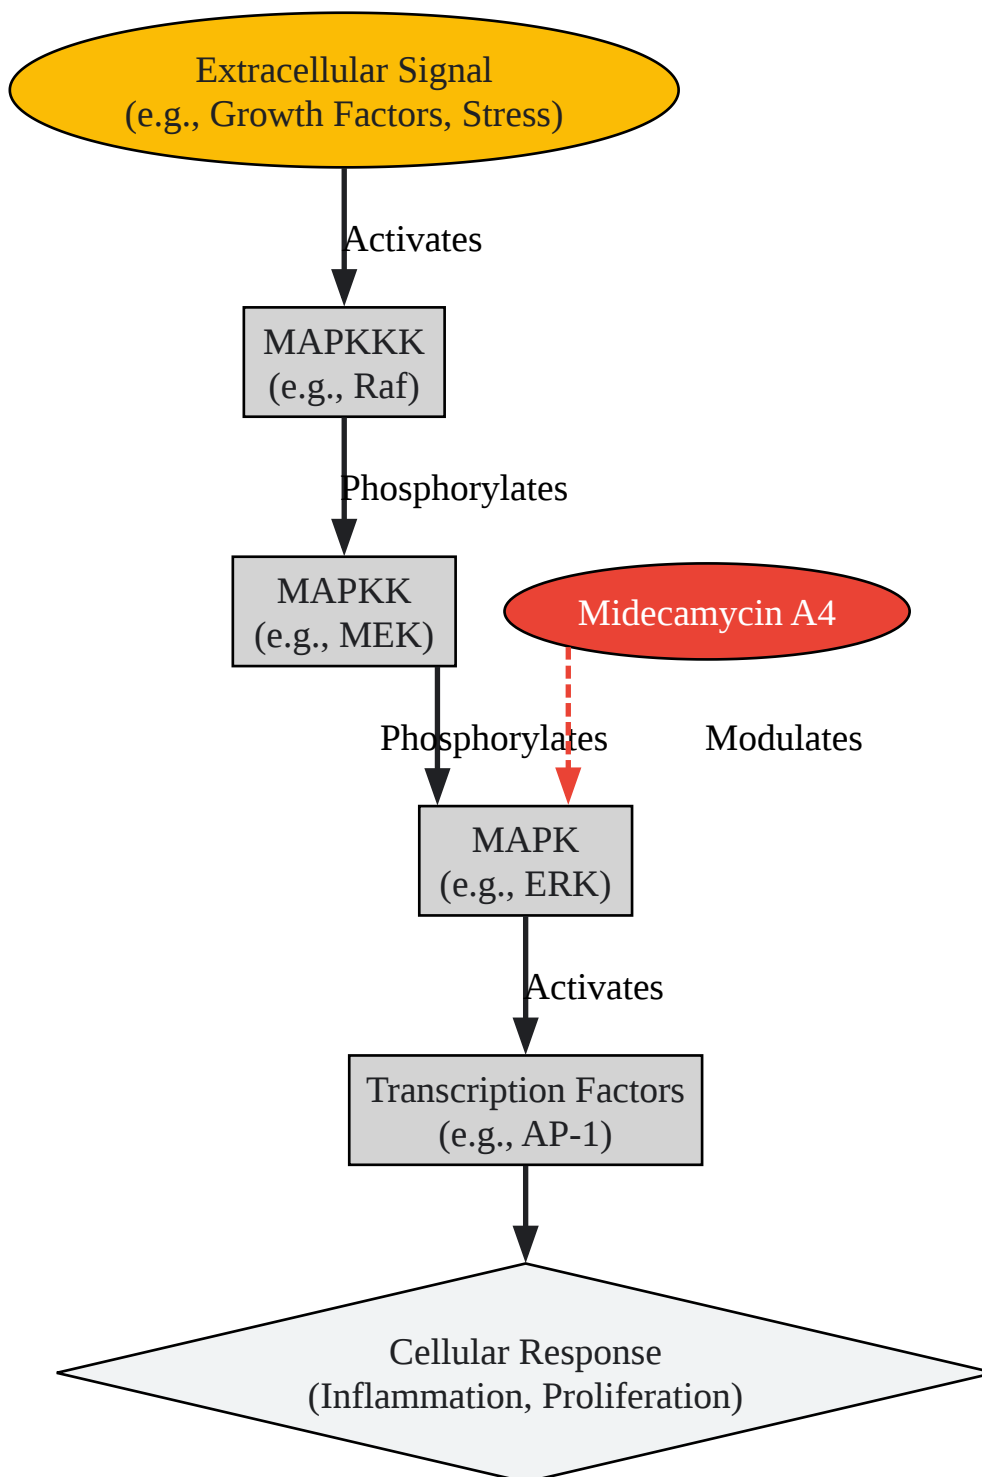 Extracellular Signal
(e.g., Growth Factors, Stress)
Activates
MAPKKK
(e.g., Raf)
Phosphorylates
MAPKK
(e.g., MEK)
Midecamycin A4
Phosphorylates
Modulates
MAPK
(e.g., ERK)
Activates
Transcription Factors
(e.g., AP-1)
Cellular Response
(Inflammation, Proliferation)